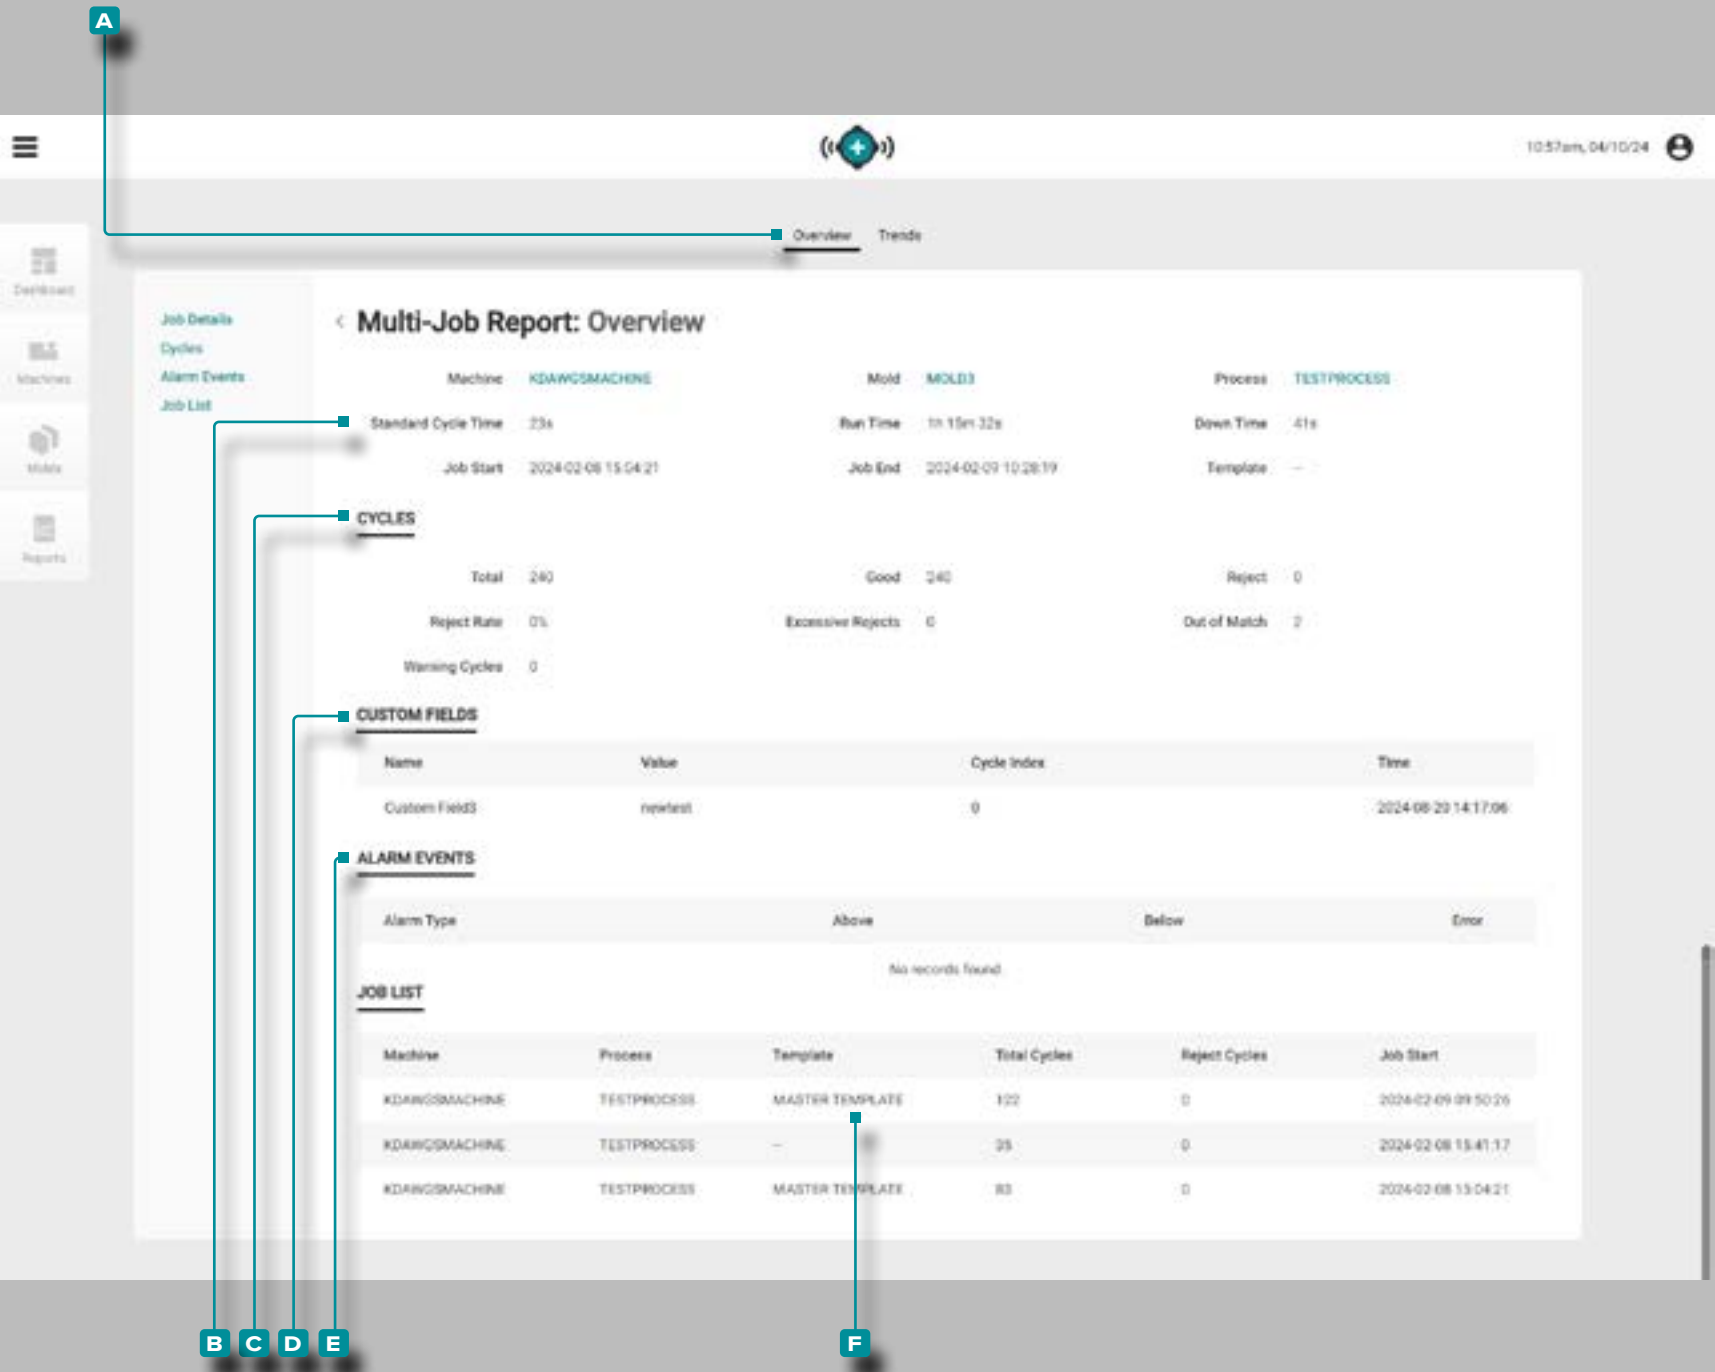 A
10:57am, 04/10/24
Overview Trends
Dashboard
Machines
Molds
Reports
Job Details
Cycles
Alarm Events
Job List
< Multi-Job Report: Overview
Machine KDAWGSMACHINE Mold MOLD3 Process TESTPROCESS
Standard Cycle Time 23s Run Time 1h 15m 32s Down Time 41s
Job Start 2024-02-08 15:04:21 Job End 2024-02-09 10:28:19 Template --
CYCLES
Total 240 Good 240 Reject 0
Reject Rate 0% Excessive Rejects 0 Out of Match 2
Warning Cycles 0
CUSTOM FIELDS
Name Value Cycle Index Time
Custom Field3 newtest 0 2024-08-20 14:17:06
ALARM EVENTS
Alarm Type Above Below Error
No records found
JOB LIST
Machine Process Template Total Cycles Reject Cycles Job Start
KDAWGSMACHINE TESTPROCESS MASTER TEMPLATE 122 0 2024-02-09 09:50:26
KDAWGSMACHINE TESTPROCESS -- 35 0 2024-02-08 15:41:17
KDAWGSMACHINE TESTPROCESS MASTER TEMPLATE 83 0 2024-02-08 15:04:21
B C D E F